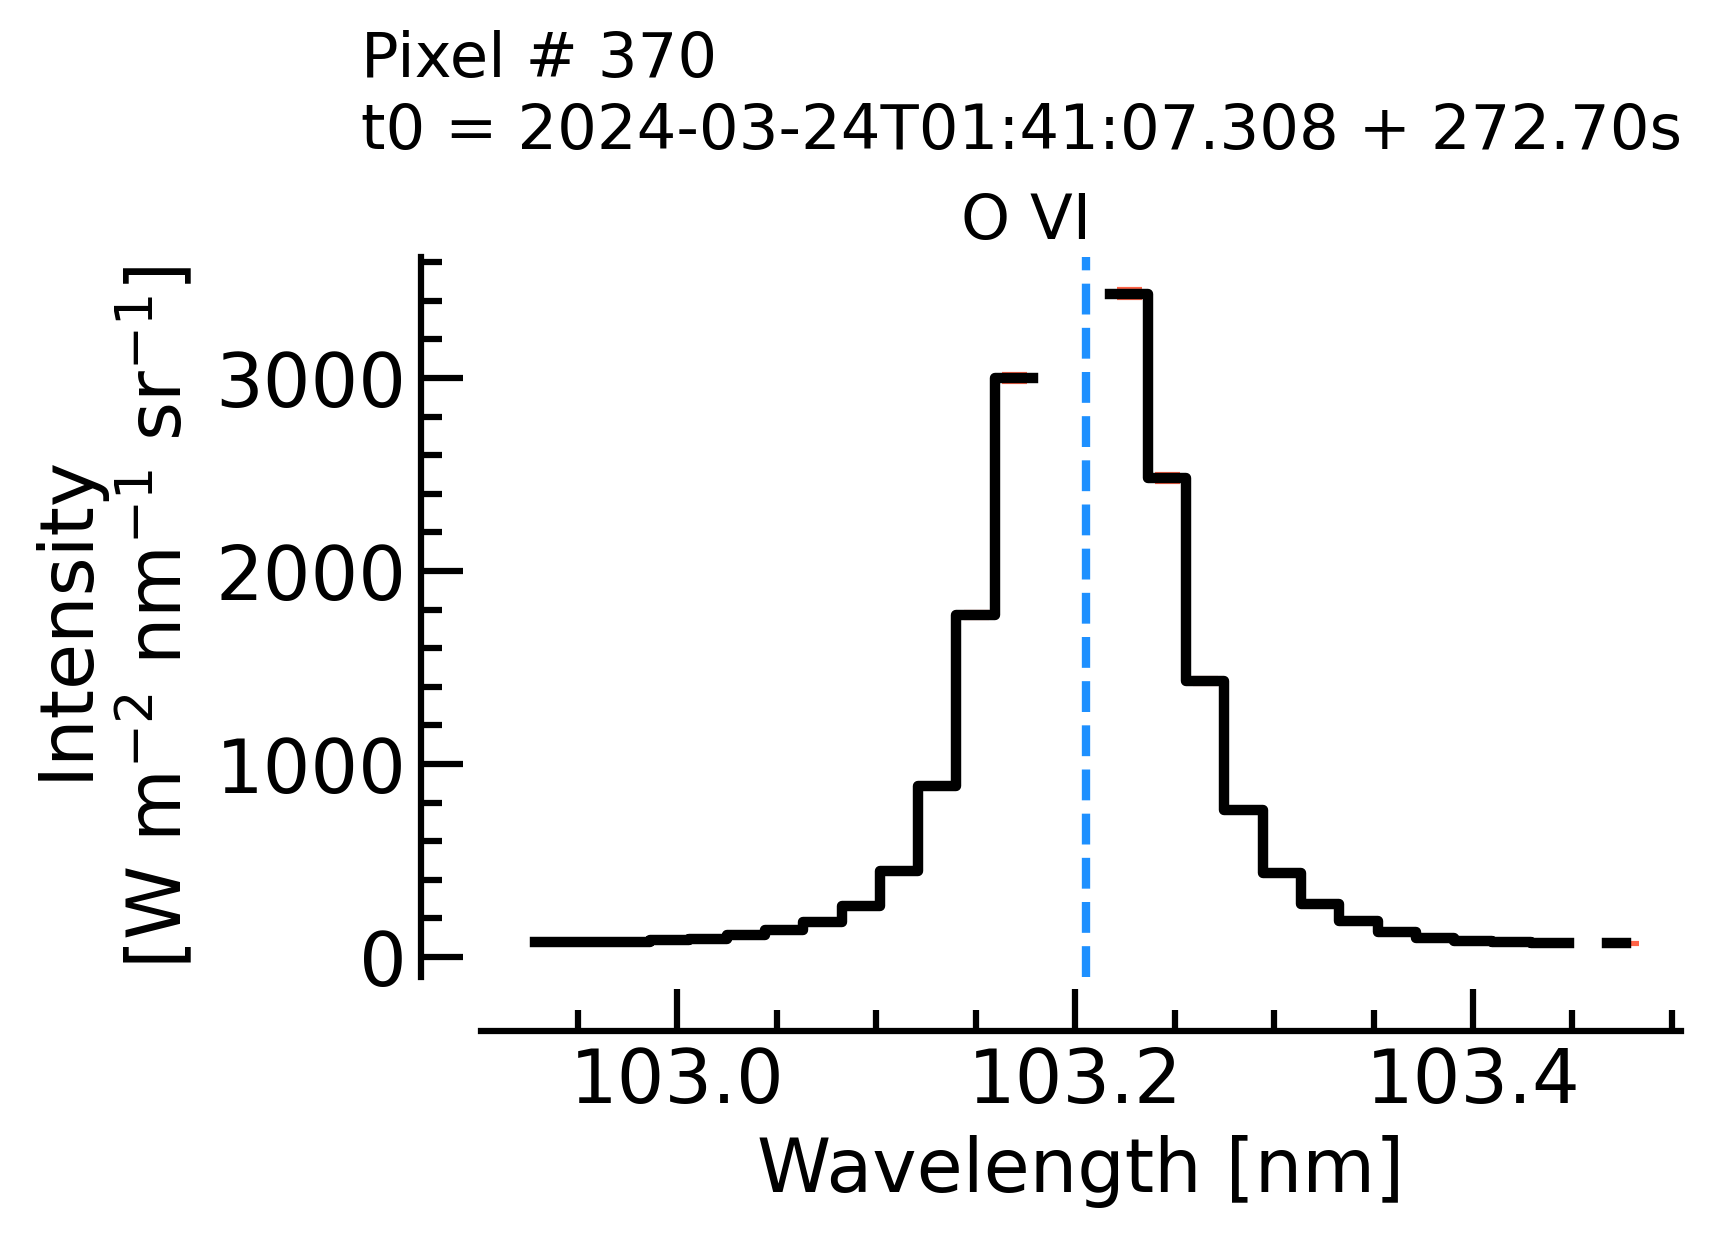 Pixel # 370
t0 = 2024-03-24T01:41:07.308 + 272.70s
O VI
Intensity
[W m⁻² nm⁻¹ sr⁻¹]
3000
2000
1000
0
103.0 103.2 103.4
Wavelength [nm]